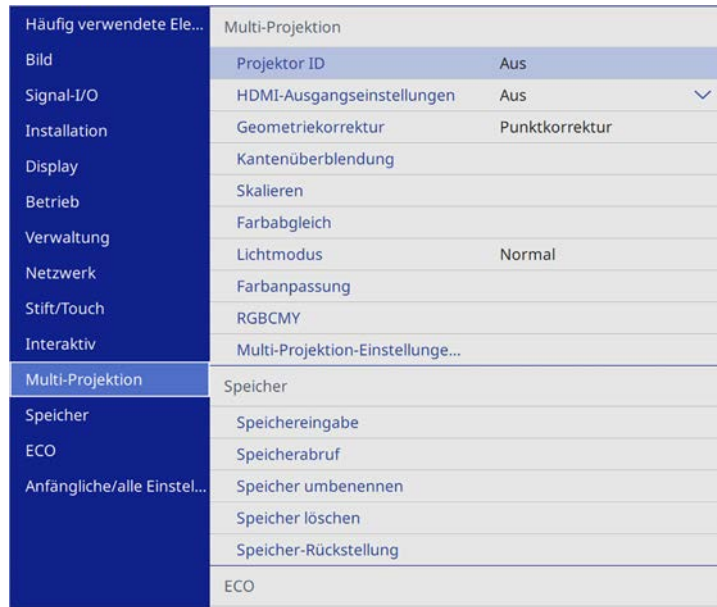 Häufig verwendete Ele...
Bild
Signal-I/O
Installation
Display
Betrieb
Verwaltung
Netzwerk
Stift/Touch
Interaktiv
Multi-Projektion
Speicher
ECO
Anfängliche/alle Einstel...
Multi-Projektion
Projektor ID Aus
HDMI-Ausgangseinstellungen Aus
Geometriekorrektur Punktkorrektur
Kantenüberblendung
Skalieren
Farbabgleich
Lichtmodus Normal
Farbanpassung
RGBCMY
Multi-Projektion-Einstellunge...
Speicher
Speichereingabe
Speicherabruf
Speicher umbenennen
Speicher löschen
Speicher-Rückstellung
ECO